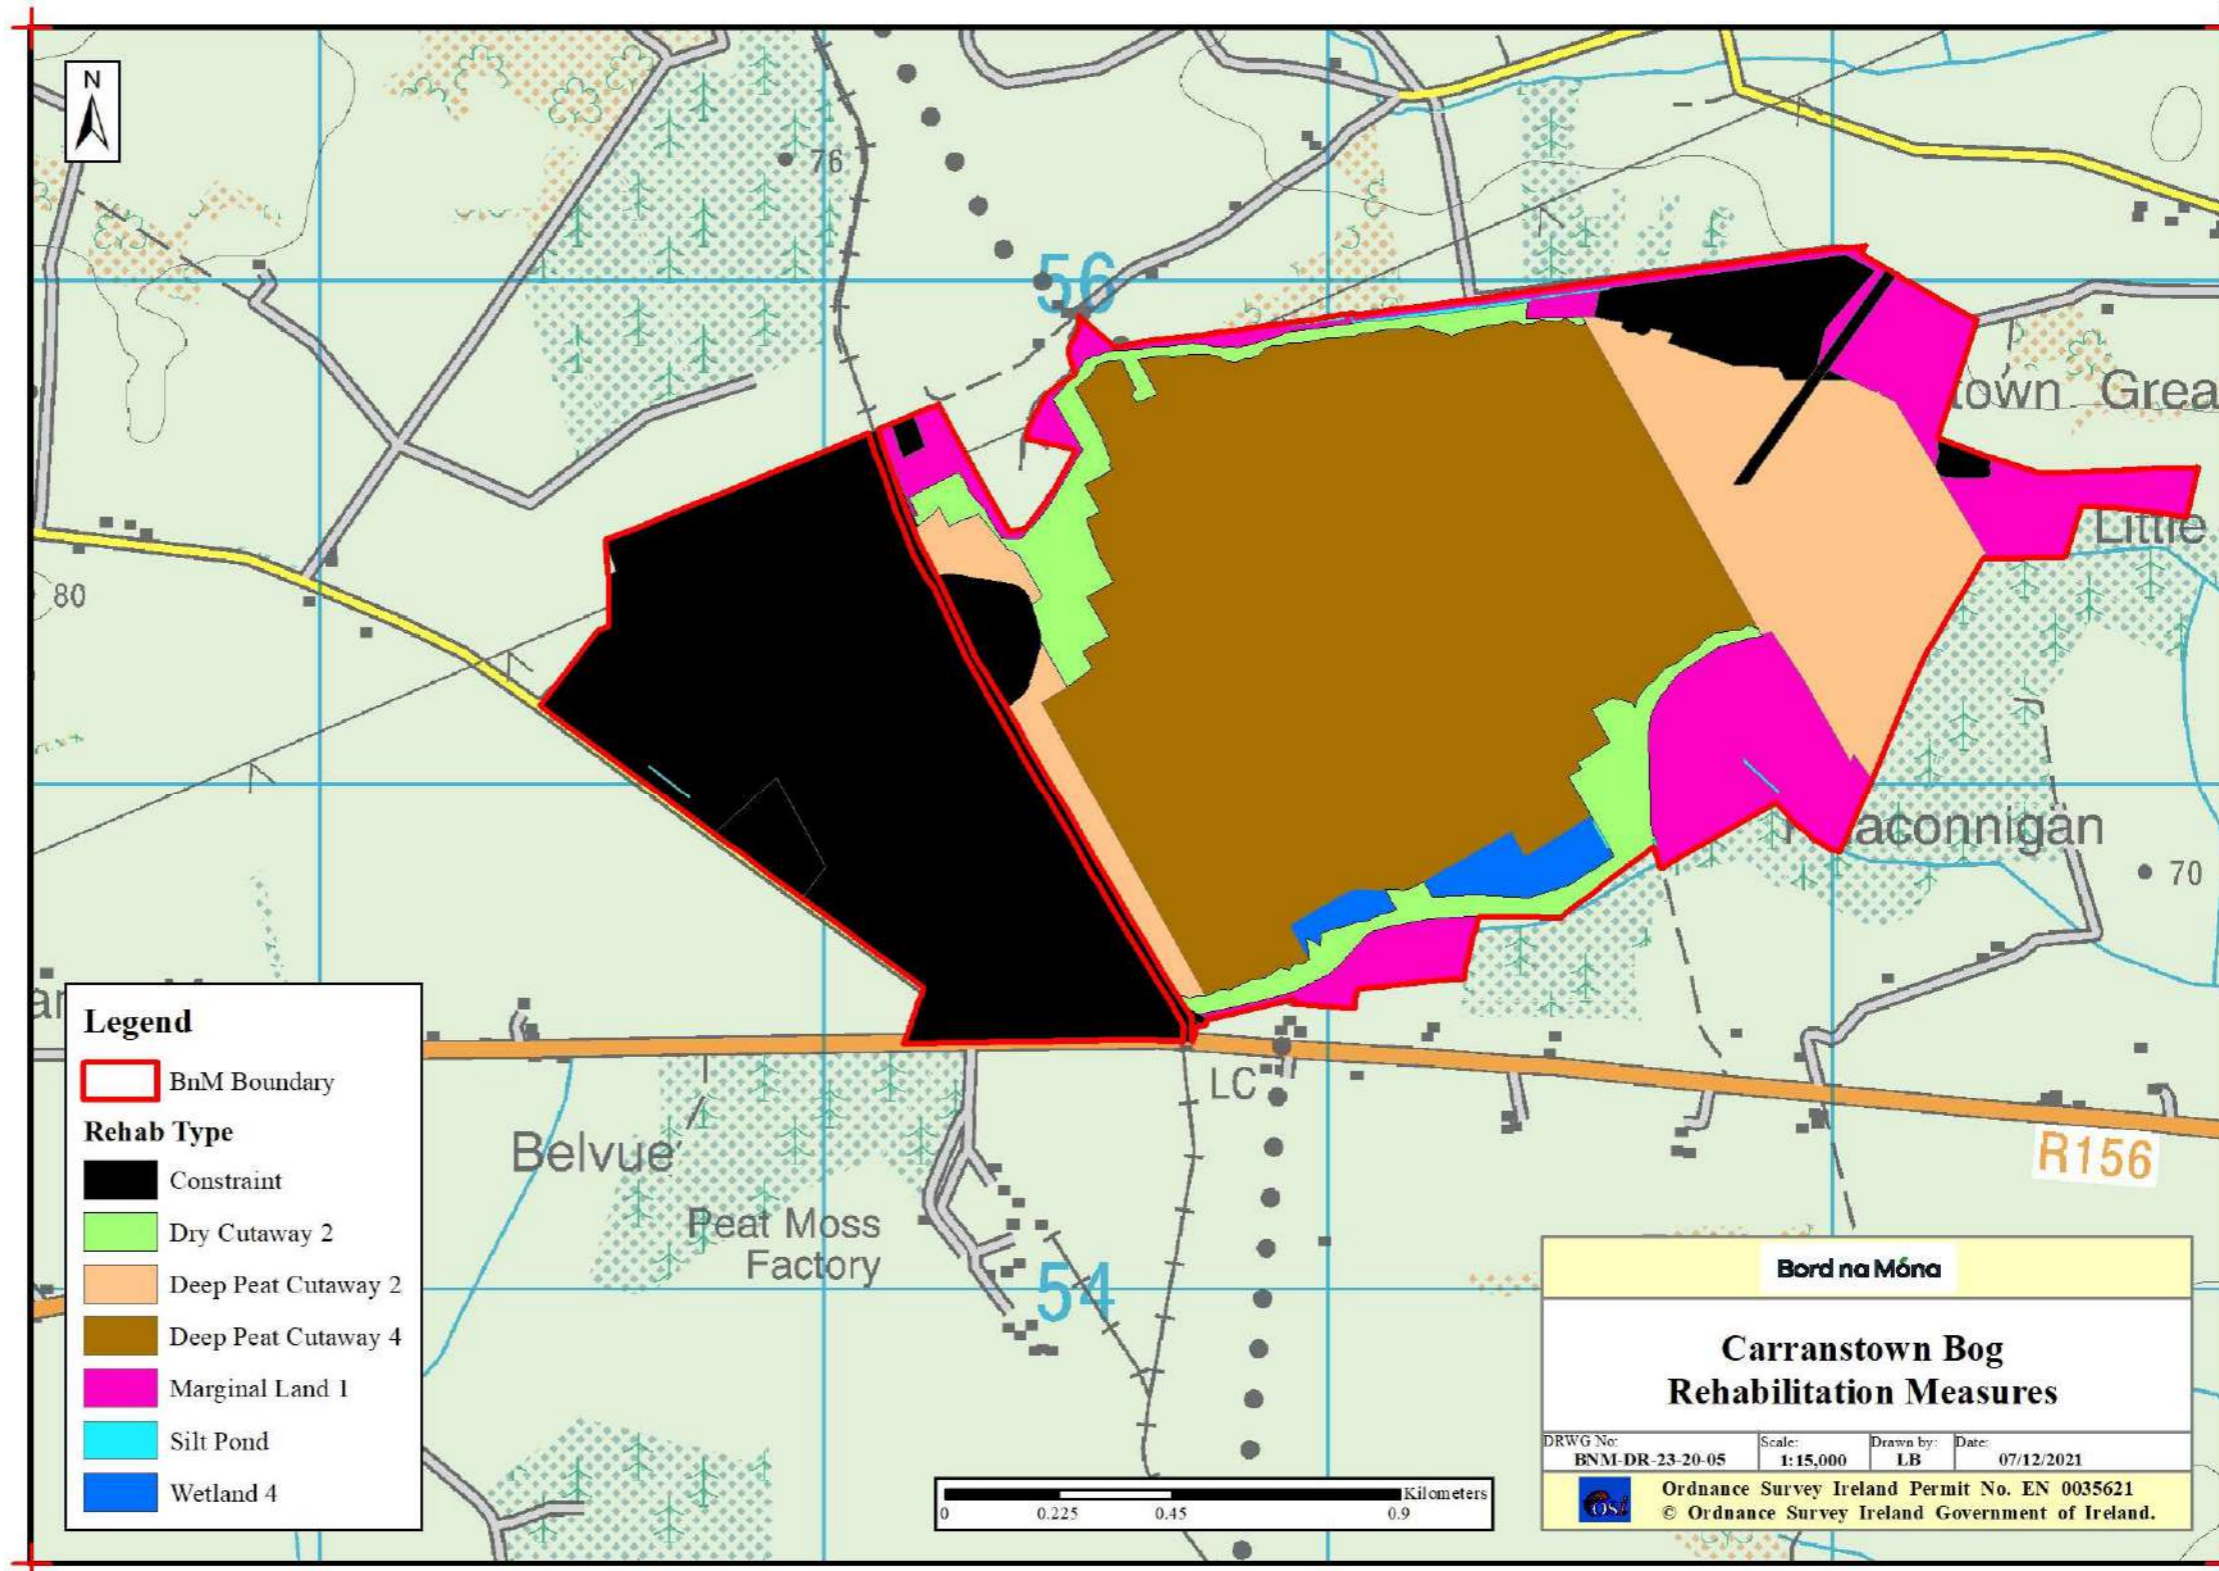 N
76
56
town Grea
Little
80
aconnigan
70
Legend
BnM Boundary
Rehab Type
Constraint
Dry Cutaway 2
Deep Peat Cutaway 2
Deep Peat Cutaway 4
Marginal Land 1
Silt Pond
Wetland 4
LC
Belvue
R156
Peat Moss
Factory
54
Kilometers
0 0.225 0.45 0.9
Bord na Móna
Carranstown Bog
Rehabilitation Measures
DRWG No: Scale: Drawn by: Date:
BNM-DR-23-20-05 1:15,000 LB 07/12/2021
OSi
Ordnance Survey Ireland Permit No. EN 0035621
© Ordnance Survey Ireland Government of Ireland.